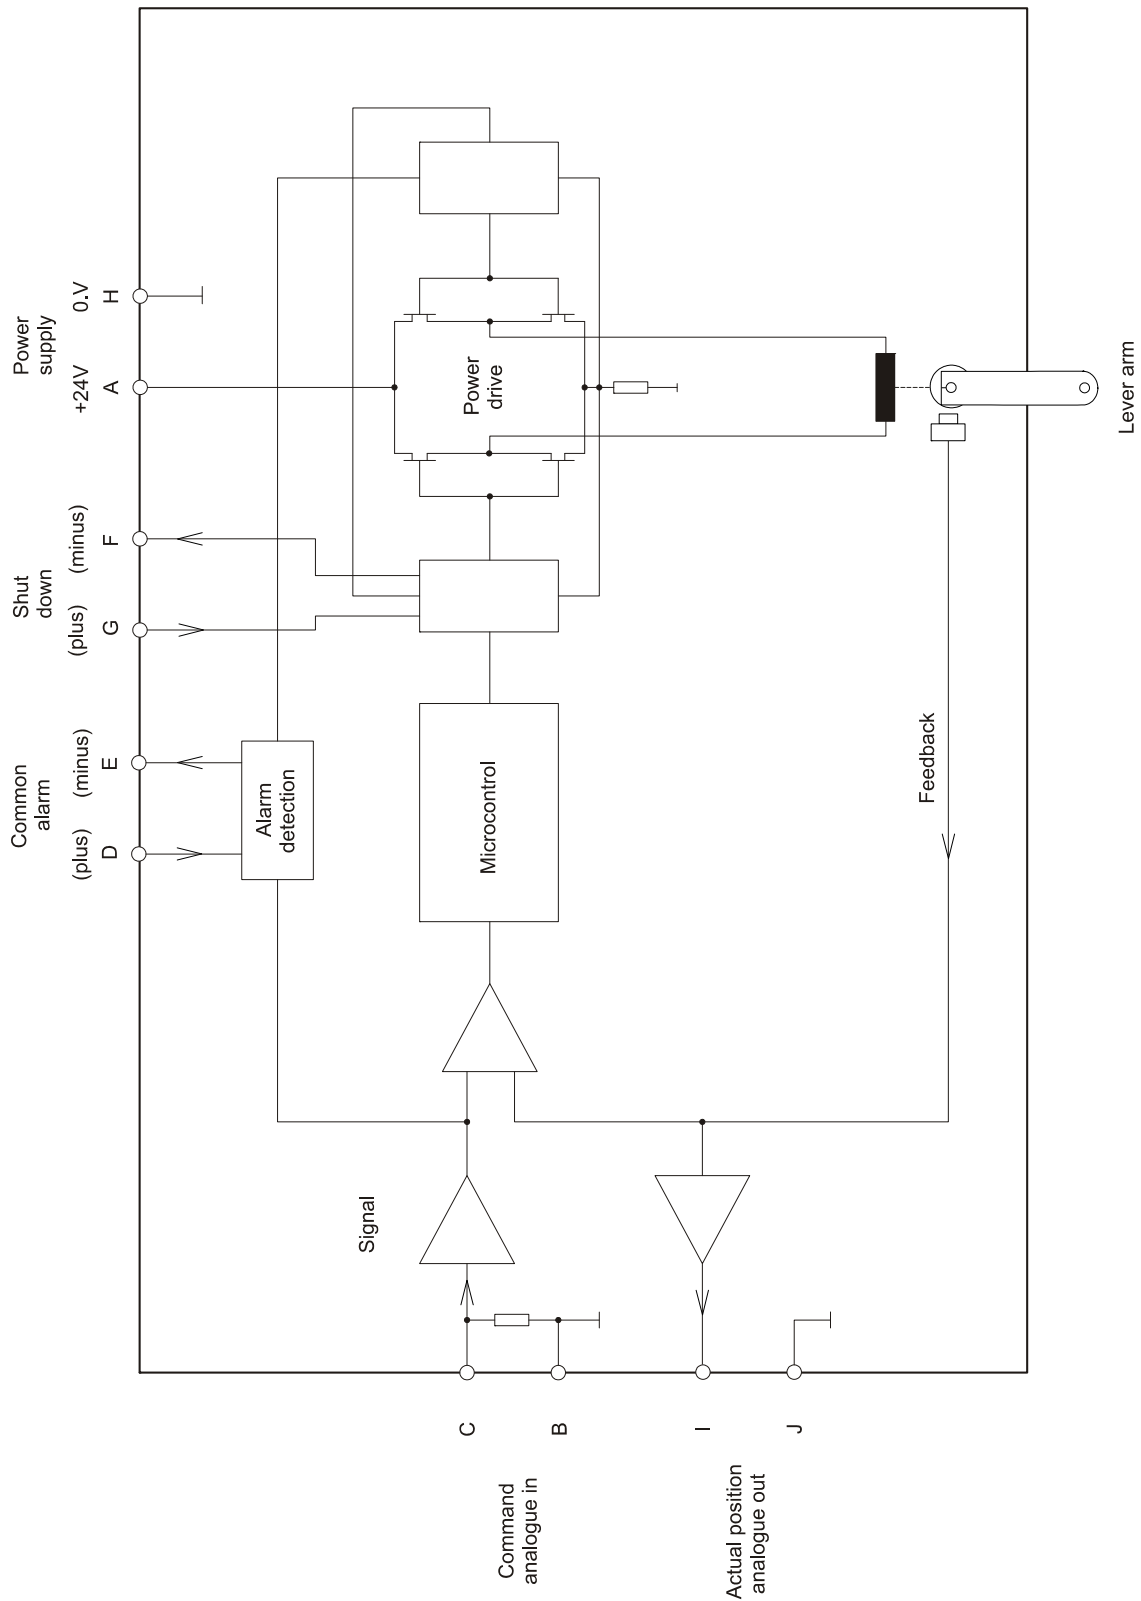 Common
alarm
(plus)
D
(minus)
E
Shut
down
(plus)
G
(minus)
F
Power
supply
+24V
A
0.V
H
Alarm
detection
Microcontrol
Power
drive
Signal
Feedback
Lever arm
C
B
Command
analogue in
I
J
Actual position
analogue out